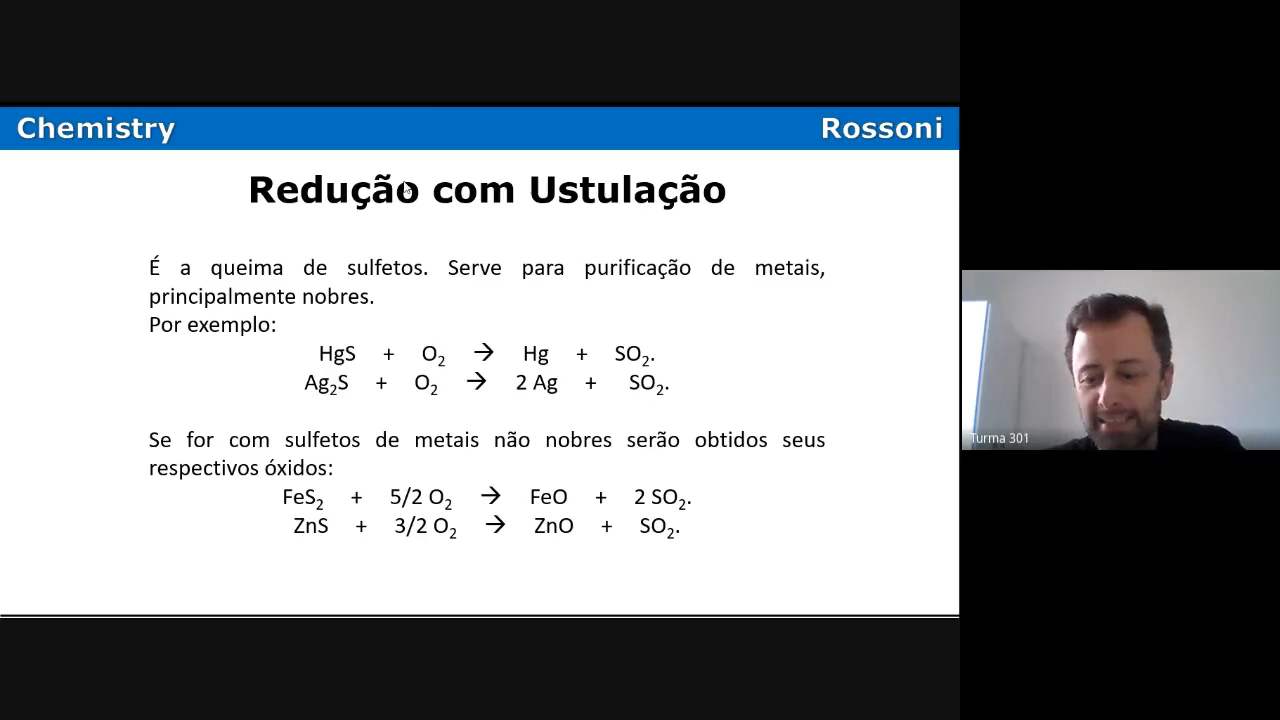 Chemistry Rossoni
Redução com Ustulação
É a queima de sulfetos. Serve para purificação de metais,
principalmente nobres.
Por exemplo:
HgS + O₂ → Hg + SO₂.
Ag₂S + O₂ → 2 Ag + SO₂.
Se for com sulfetos de metais não nobres serão obtidos seus
respectivos óxidos:
FeS₂ + 5/2 O₂ → FeO + 2 SO₂.
ZnS + 3/2 O₂ → ZnO + SO₂.
Turma 301